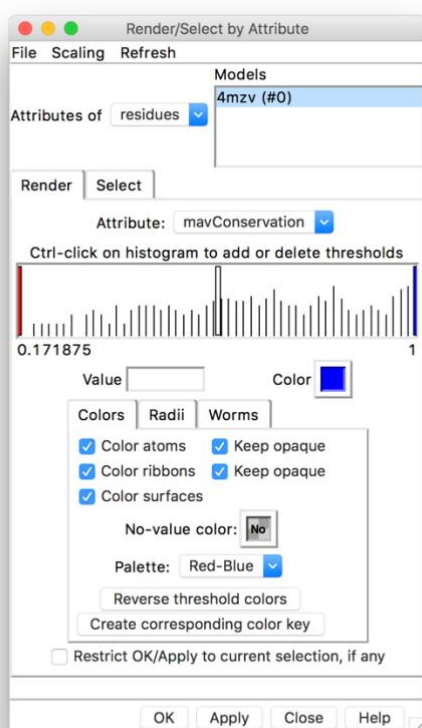 Render/Select by Attribute
File Scaling Refresh
Models
4mzv (#0)
Attributes of residues
Render Select
Attribute: mavConservation
Ctrl-click on histogram to add or delete thresholds
0.171875 1
Value Color
Colors Radii Worms
Color atoms Keep opaque
Color ribbons Keep opaque
Color surfaces
No-value color: No
Palette: Red-Blue
Reverse threshold colors
Create corresponding color key
Restrict OK/Apply to current selection, if any
OK Apply Close Help